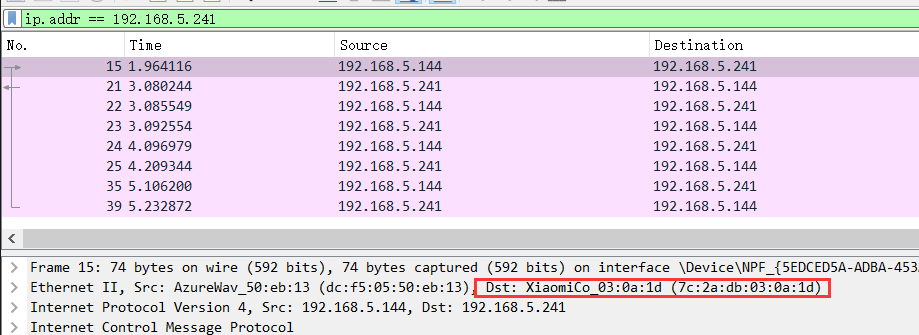 ip.addr == 192.168.5.241
No. Time Source Destination
15 1.964116 192.168.5.144 192.168.5.241
21 3.080244 192.168.5.241 192.168.5.144
22 3.085549 192.168.5.241 192.168.5.144
23 3.092554 192.168.5.144 192.168.5.241
24 4.096979 192.168.5.241 192.168.5.144
25 4.209344 192.168.5.144 192.168.5.241
35 5.106200 192.168.5.144 192.168.5.241
39 5.232872 192.168.5.241 192.168.5.144
Frame 15: 74 bytes on wire (592 bits), 74 bytes captured (592 bits) on interface \Device\NPF_{5EDCED5A-ADBA-453
Ethernet II, Src: AzureWav_50:eb:13 (dc:f5:05:50:eb:13), Dst: XiaomiCo_03:0a:1d (7c:2a:db:03:0a:1d)
Internet Protocol Version 4, Src: 192.168.5.144, Dst: 192.168.5.241
Internet Control Message Protocol